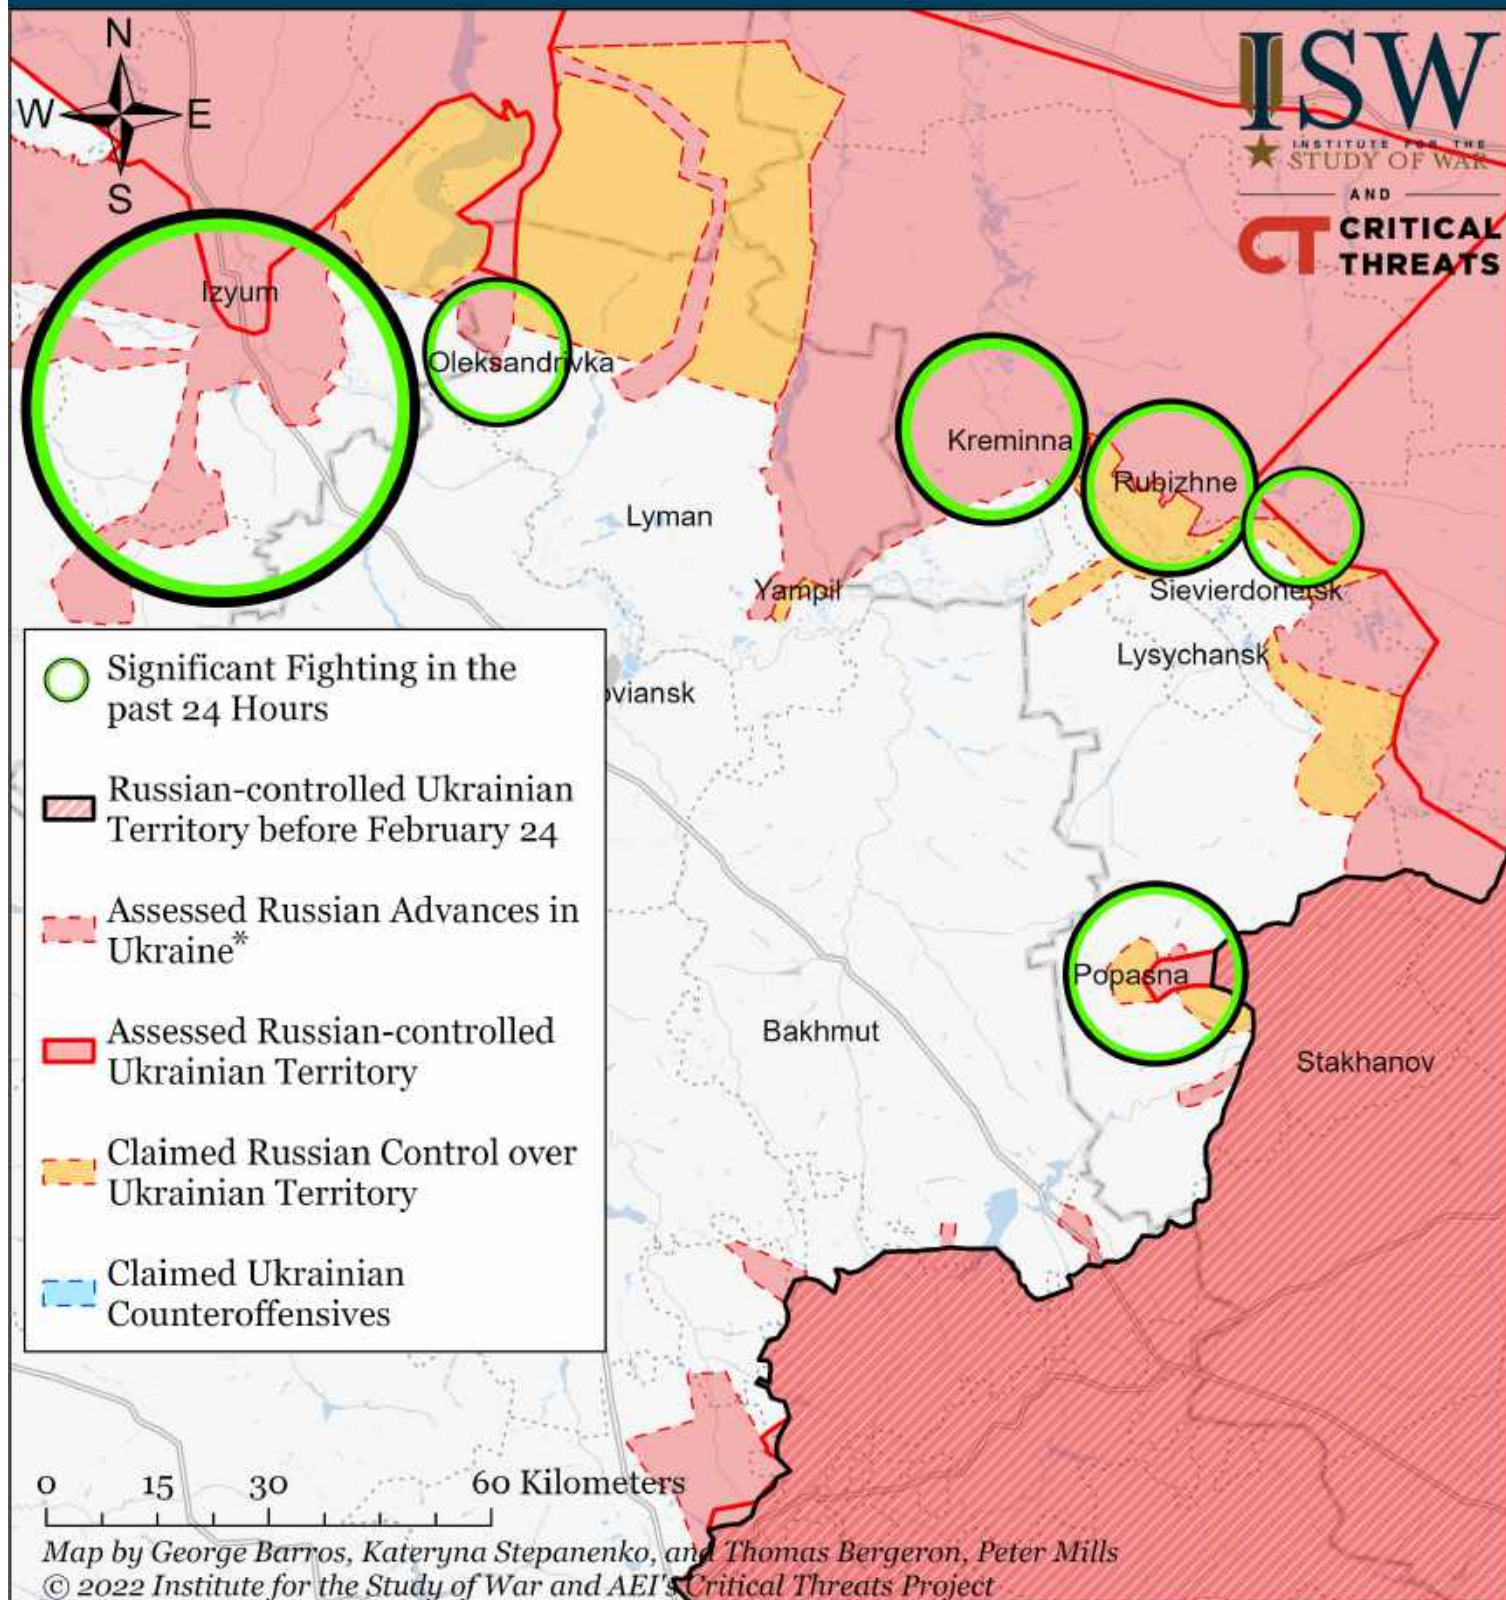 N
W E
S
ISW
INSTITUTE FOR THE
STUDY OF WAR
AND
CT CRITICAL
THREATS
Izyum
Oleksandrivka
Kreminna
Rubizhne
Lyman
Yampil
Sievierdonetsk
Lysychansk
oviansk
Popasna
Bakhmut
Stakhanov
Significant Fighting in the
past 24 Hours
Russian-controlled Ukrainian
Territory before February 24
Assessed Russian Advances in
Ukraine*
Assessed Russian-controlled
Ukrainian Territory
Claimed Russian Control over
Ukrainian Territory
Claimed Ukrainian
Counteroffensives
0 15 30 60 Kilometers
Map by George Barros, Kateryna Stepanenko, and Thomas Bergeron, Peter Mills
© 2022 Institute for the Study of War and AEI's Critical Threats Project